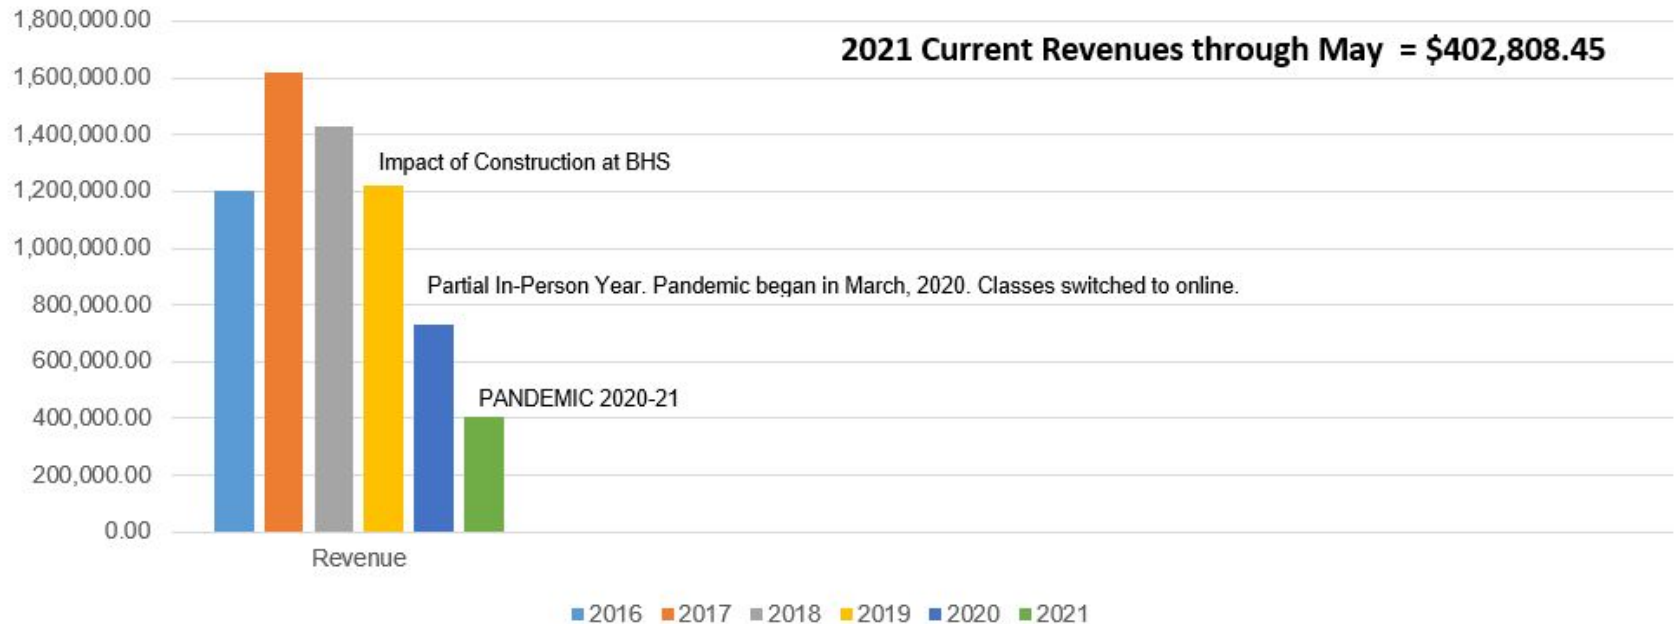 1,800,000.00
2021 Current Revenues through May = $402,808.45
1,600,000.00
1,400,000.00
Impact of Construction at BHS
1,200,000.00
1,000,000.00
Partial In-Person Year. Pandemic began in March, 2020. Classes switched to online.
800,000.00
600,000.00
PANDEMIC 2020-21
400,000.00
200,000.00
0.00
Revenue
2016 2017 2018 2019 2020 2021